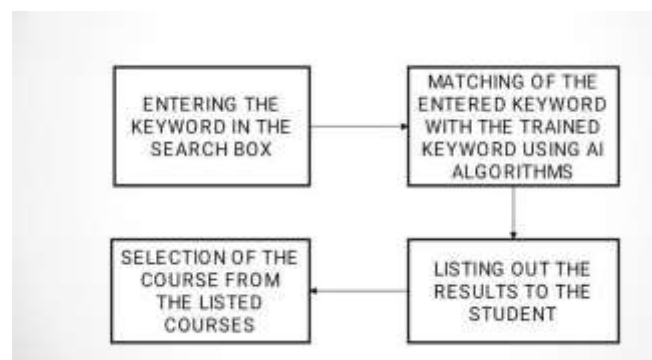 ENTERING THE
KEYWORD IN THE
SEARCH BOX
MATCHING OF THE
ENTERED KEYWORD
WITH THE TRAINED
KEYWORD USING AI
ALGORITHMS
LISTING OUT THE
RESULTS TO THE
STUDENT
SELECTION OF THE
COURSE FROM
THE LISTED
COURSES